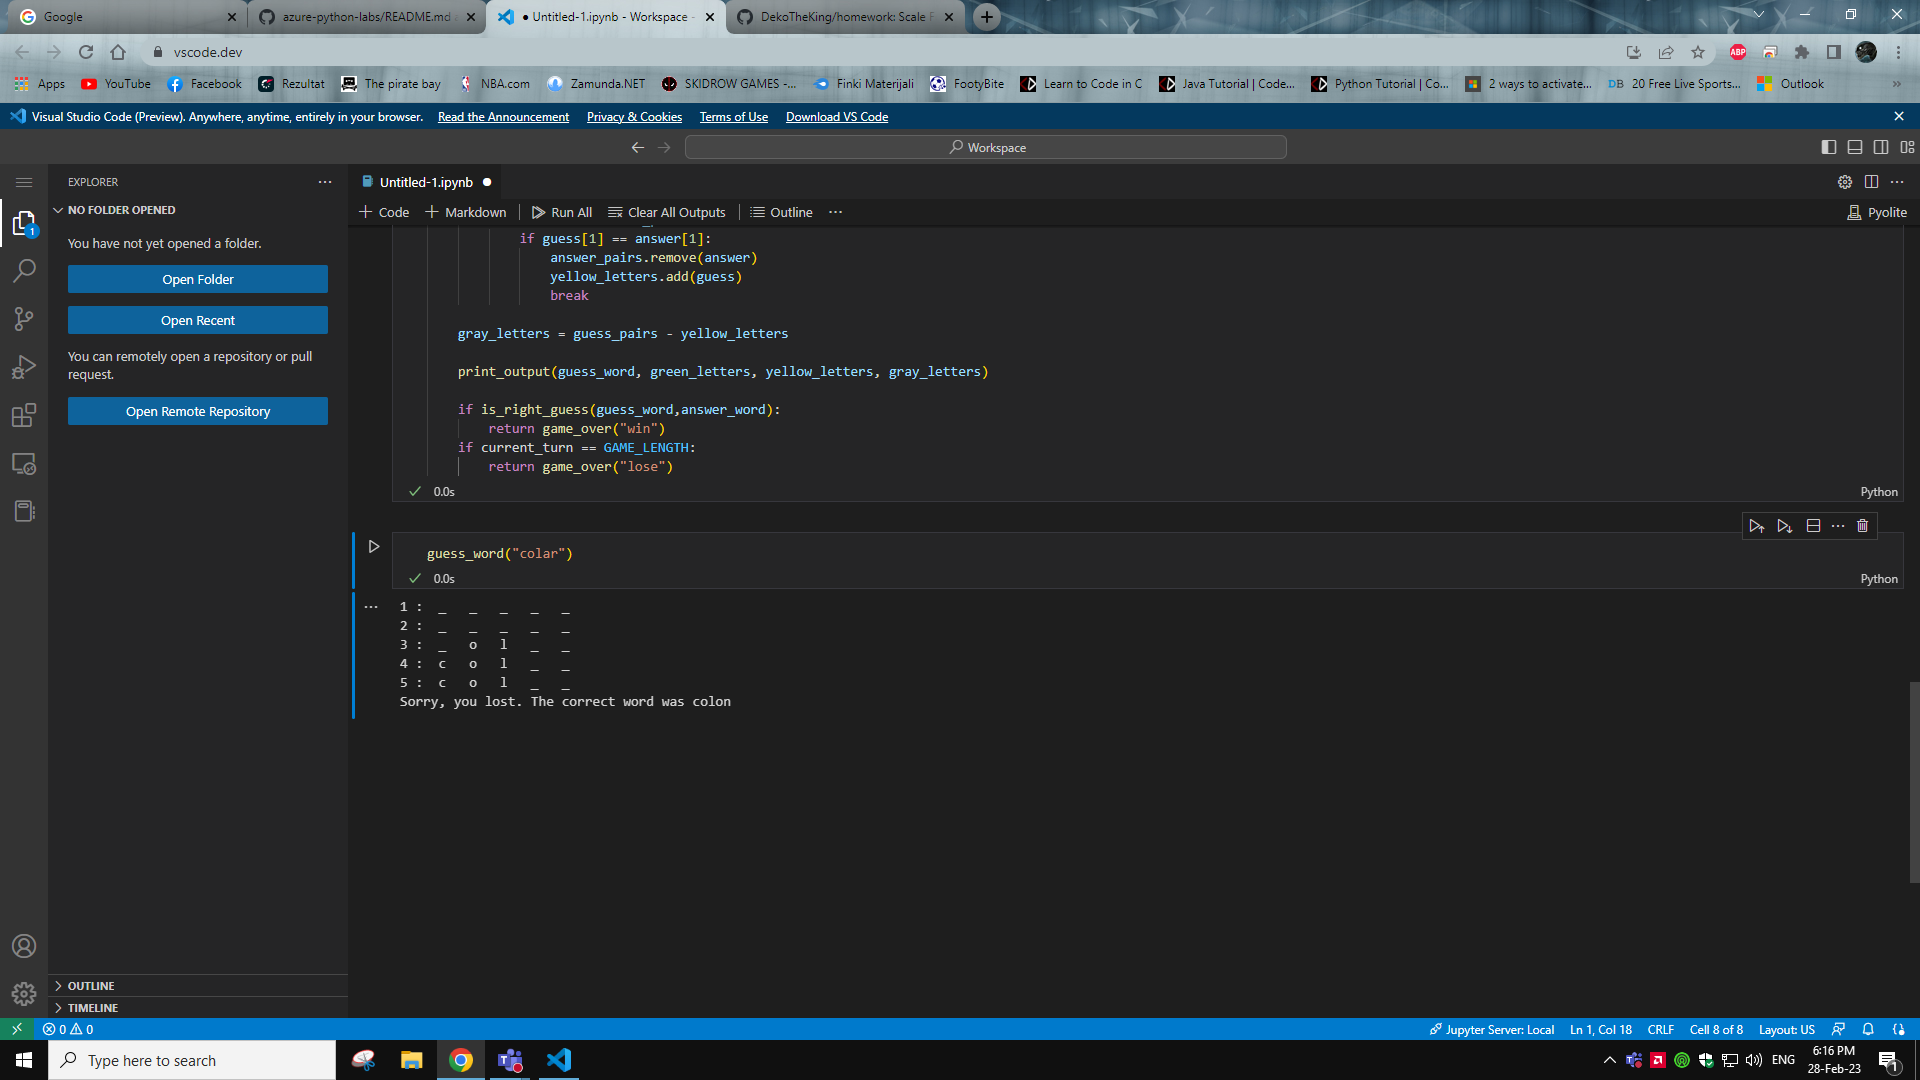 Google
azure-python-labs/README.md a
● Untitled-1.ipynb - Workspace -
DekoTheKing/homework: Scale F
vscode.dev
ABP
Apps
YouTube
Facebook
Rezultat
The pirate bay
NBA.com
Zamunda.NET
SKIDROW GAMES -...
Finki Materijali
FootyBite
Learn to Code in C
Java Tutorial | Code...
Python Tutorial | Co...
2 ways to activate...
DB 20 Free Live Sports...
Outlook
»
Visual Studio Code (Preview). Anywhere, anytime, entirely in your browser. Read the Announcement Privacy & Cookies Terms of Use Download VS Code
Workspace
EXPLORER
Untitled-1.ipynb ●
NO FOLDER OPENED
+ Code + Markdown | Run All Clear All Outputs | Outline ...
Pyolite
You have not yet opened a folder.
Open Folder
Open Recent
You can remotely open a repository or pull
request.
Open Remote Repository
if guess[1] == answer[1]:
answer_pairs.remove(answer)
yellow_letters.add(guess)
break
gray_letters = guess_pairs - yellow_letters
print_output(guess_word, green_letters, yellow_letters, gray_letters)
if is_right_guess(guess_word,answer_word):
return game_over("win")
if current_turn == GAME_LENGTH:
return game_over("lose")
0.0s
Python
guess_word("colar")
0.0s
Python
1 : _ _ _ _ _
2 : _ _ _ _ _
3 : _ o l _ _
4 : c o l _ _
5 : c o l _ _
Sorry, you lost. The correct word was colon
1
OUTLINE
TIMELINE
0 0
Jupyter Server: Local
Ln 1, Col 18
CRLF
Cell 8 of 8
Layout: US
Type here to search
ENG
6:16 PM
28-Feb-23
1